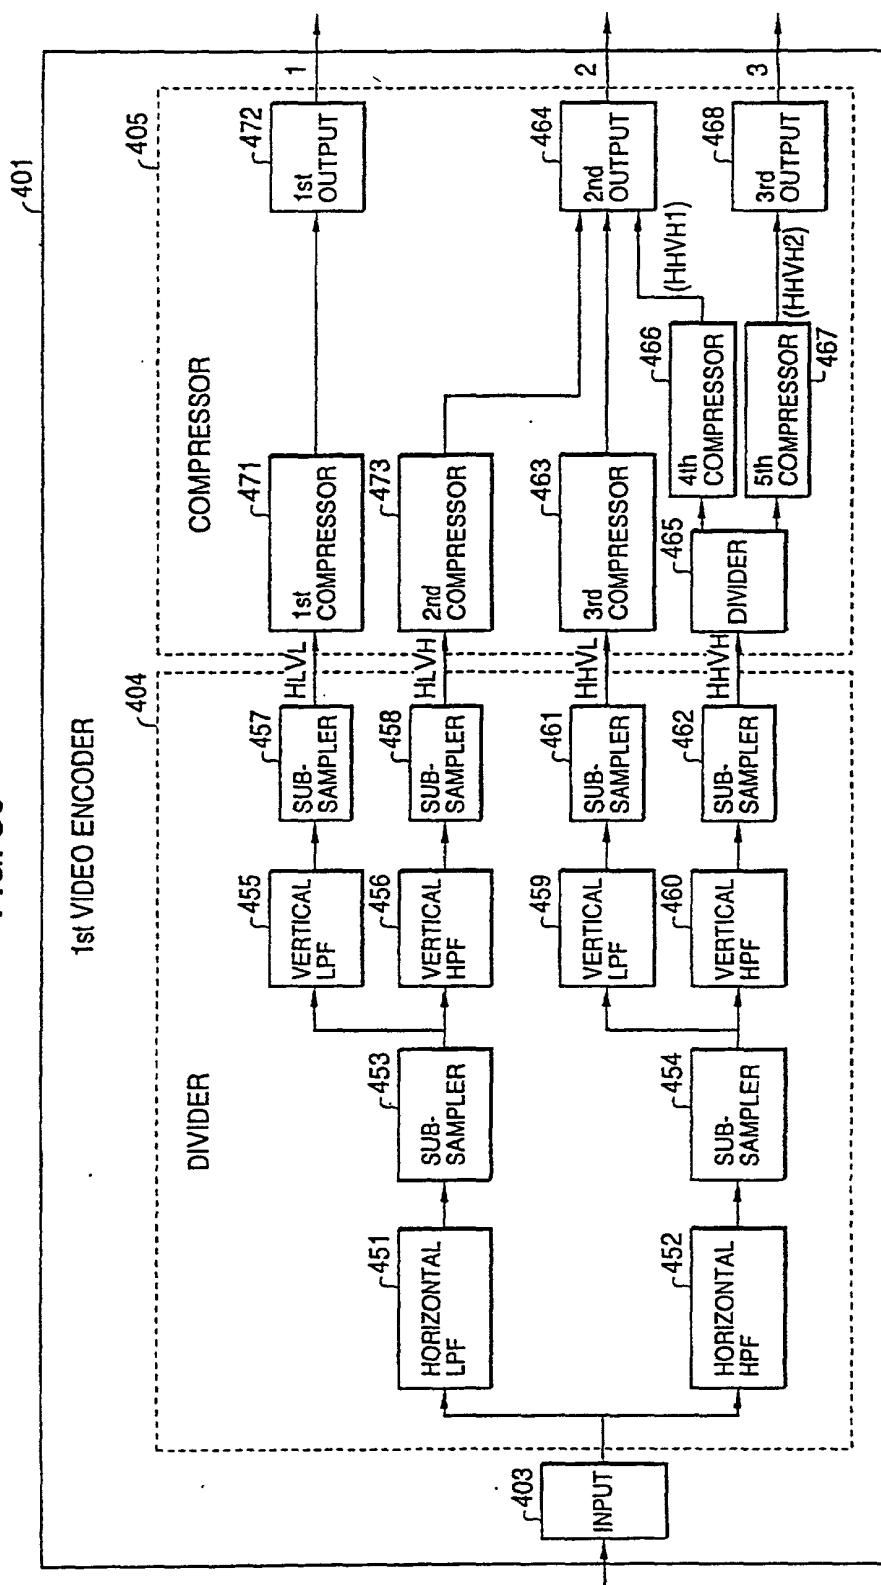 1st VIDEO ENCODER
401
403
INPUT
404
DIVIDER
451
HORIZONTAL
LPF
452
HORIZONTAL
HPF
453
SUB-
SAMPLER
454
SUB-
SAMPLER
455
VERTICAL
LPF
456
VERTICAL
HPF
459
VERTICAL
LPF
460
VERTICAL
HPF
457
SUB-
SAMPLER
458
SUB-
SAMPLER
461
SUB-
SAMPLER
462
SUB-
SAMPLER
HLVL
HLVH
HHVL
HHVH
405
COMPRESSOR
471
1st
COMPRESSOR
473
2nd
COMPRESSOR
463
3rd
COMPRESSOR
465
DIVIDER
466
4th
COMPRESSOR
5th
COMPRESSOR
467
(HHVH1)
(HHVH2)
472
1st
OUTPUT
464
2nd
OUTPUT
468
3rd
OUTPUT
1
2
3